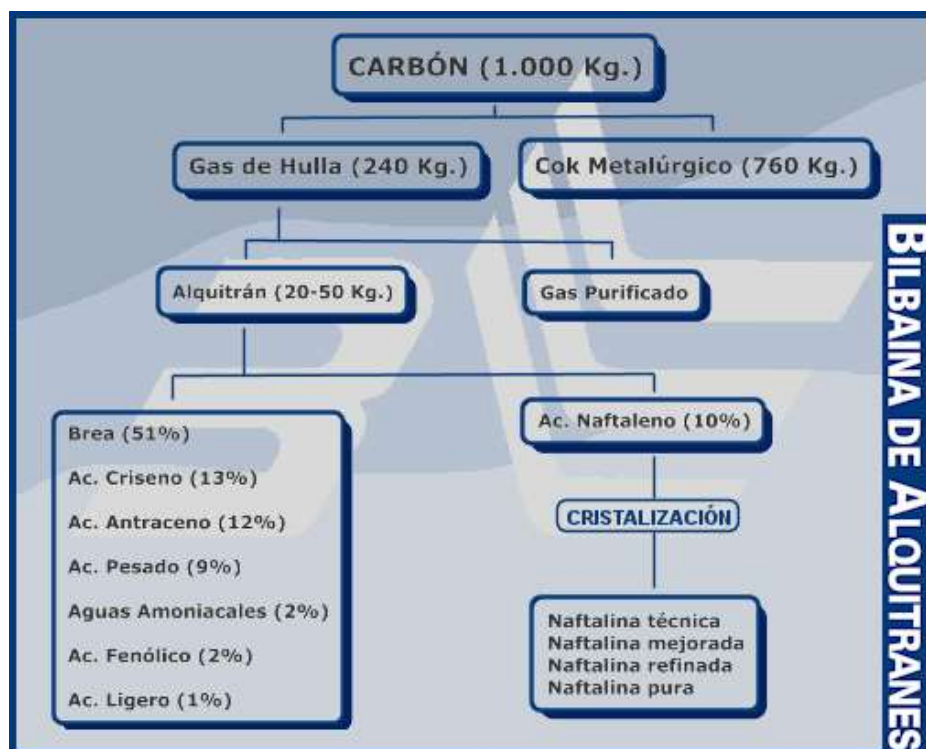 CARBÓN (1.000 Kg.)
Gas de Hulla (240 Kg.)
Cok Metalúrgico (760 Kg.)
Alquitrán (20-50 Kg.)
Gas Purificado
Brea (51%)
Ac. Criseno (13%)
Ac. Antraceno (12%)
Ac. Pesado (9%)
Aguas Amoniacales (2%)
Ac. Fenólico (2%)
Ac. Ligero (1%)
Ac. Naftaleno (10%)
CRISTALIZACIÓN
Naftalina técnica
Naftalina mejorada
Naftalina refinada
Naftalina pura
BILBAINA DE ALQUITRANES